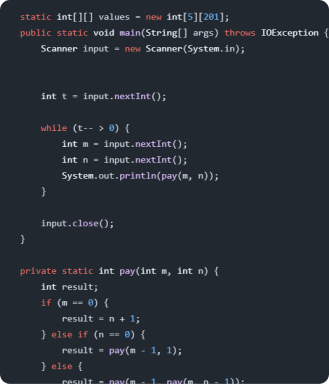 static int[][] values = new int[5][201];
public static void main(String[] args) throws IOException {
Scanner input = new Scanner(System.in);
int t = input.nextInt();
while (t-- > 0) {
int m = input.nextInt();
int n = input.nextInt();
System.out.println(pay(m, n));
}
input.close();
}
private static int pay(int m, int n) {
int result;
if (m == 0) {
result = n + 1;
} else if (n == 0) {
result = pay(m - 1, 1);
} else {
result = pay(m - 1, pay(m, n - 1));